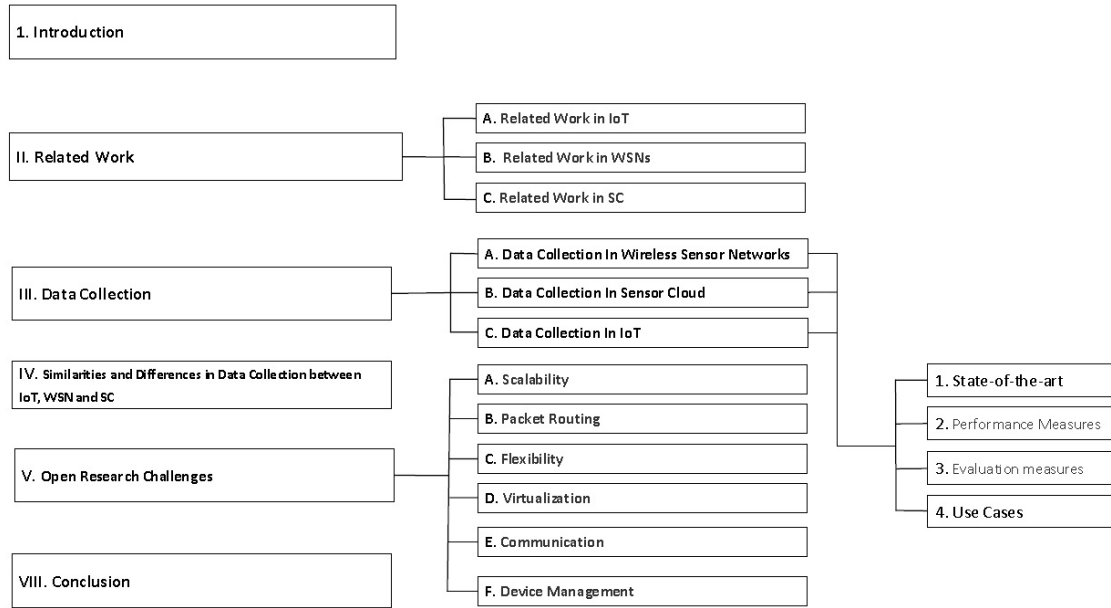 1. Introduction
II. Related Work
A. Related Work in IoT
B. Related Work in WSNs
C. Related Work in SC
III. Data Collection
A. Data Collection In Wireless Sensor Networks
B. Data Collection In Sensor Cloud
C. Data Collection In IoT
1. State-of-the-art
2. Performance Measures
3. Evaluation measures
4. Use Cases
IV. Similarities and Differences in Data Collection between
IoT, WSN and SC
V. Open Research Challenges
A. Scalability
B. Packet Routing
C. Flexibility
D. Virtualization
E. Communication
F. Device Management
VIII. Conclusion